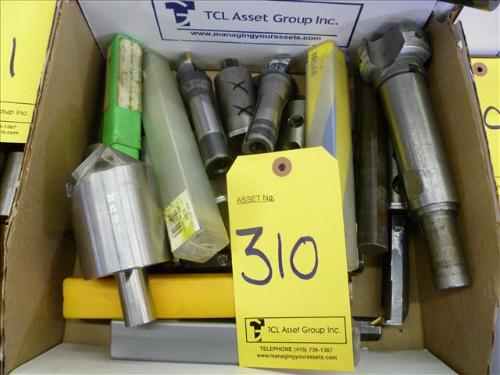 TCL Asset Group Inc.
www.managingyourassets.com
ASSET No.
310
TCL Asset Group Inc.
TELEPHONE (416) 736-1367
www.managingyourassets.com
1
X
X